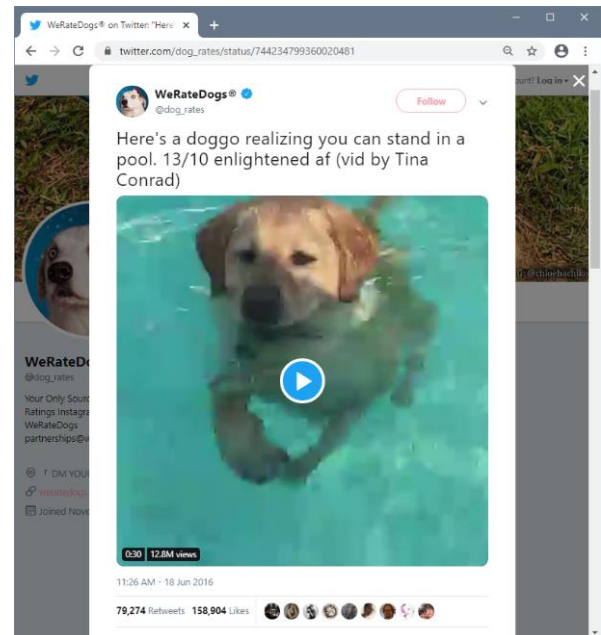 WeRateDogs® on Twitter: "Here'
twitter.com/dog_rates/status/744234799360020481
Log in
WeRateDogs®
@dog_rates
Follow
Here's a doggo realizing you can stand in a
pool. 13/10 enlightened af (vid by Tina
Conrad)
@chloebachika
WeRateDo
@dog_rates
Your Only Sourc
Ratings Instagra
WeRateDogs
partnerships@w
DM YOU
Joined Nove
0:30 12.8M views
11:26 AM - 18 Jun 2016
79,274 Retweets 158,904 Likes